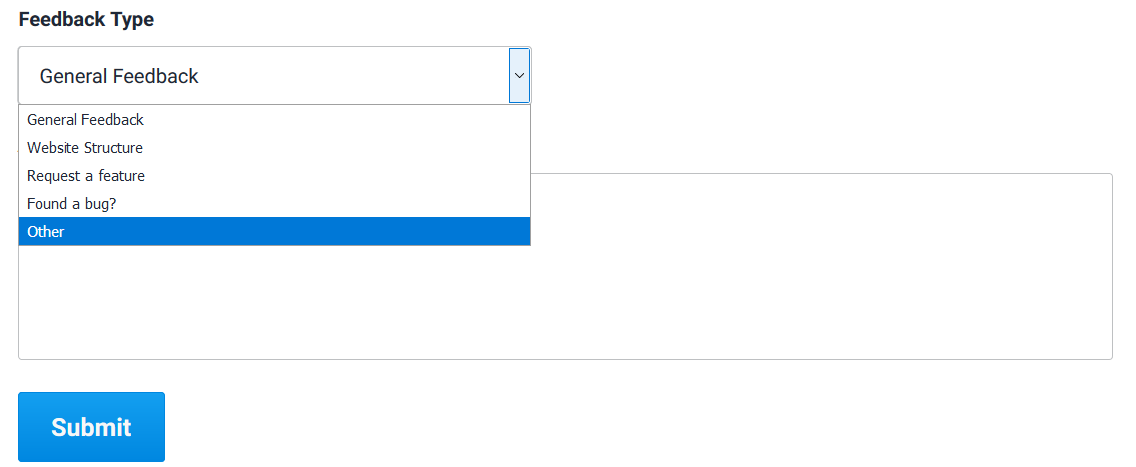 Feedback Type
General Feedback
General Feedback
Website Structure
Request a feature
Found a bug?
Other
Submit